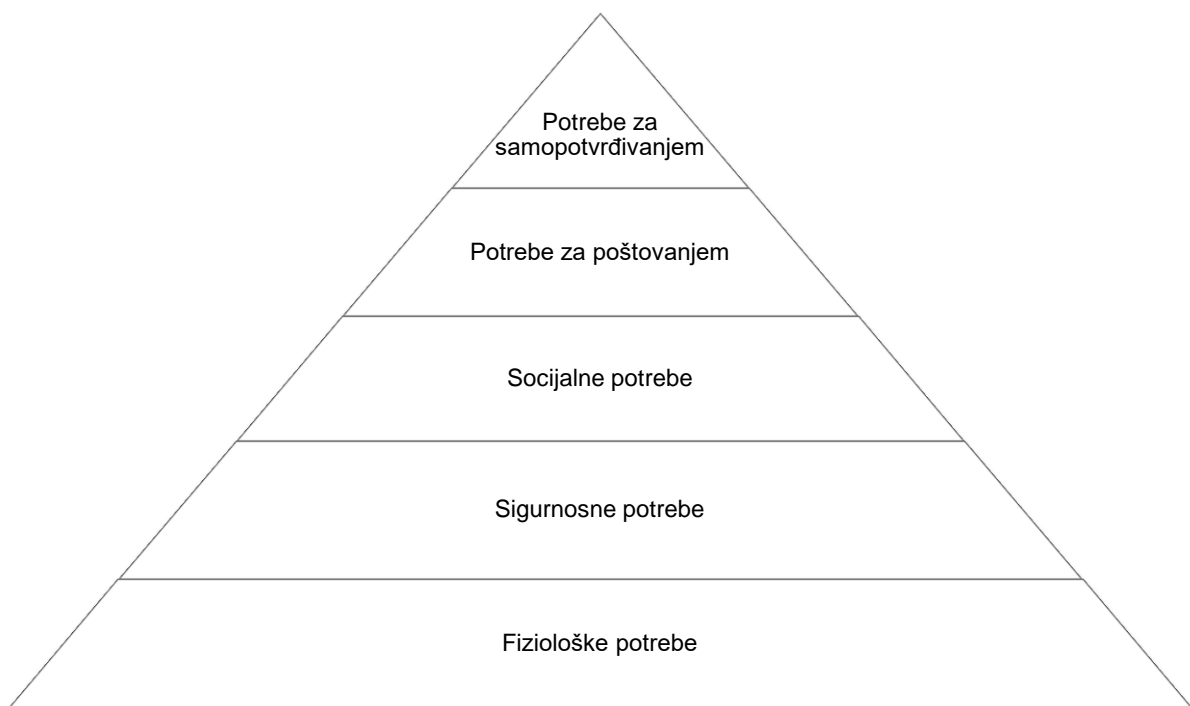 Potrebe za
samopotvrđivanjem
Potrebe za poštovanjem
Socijalne potrebe
Sigurnosne potrebe
Fiziološke potrebe